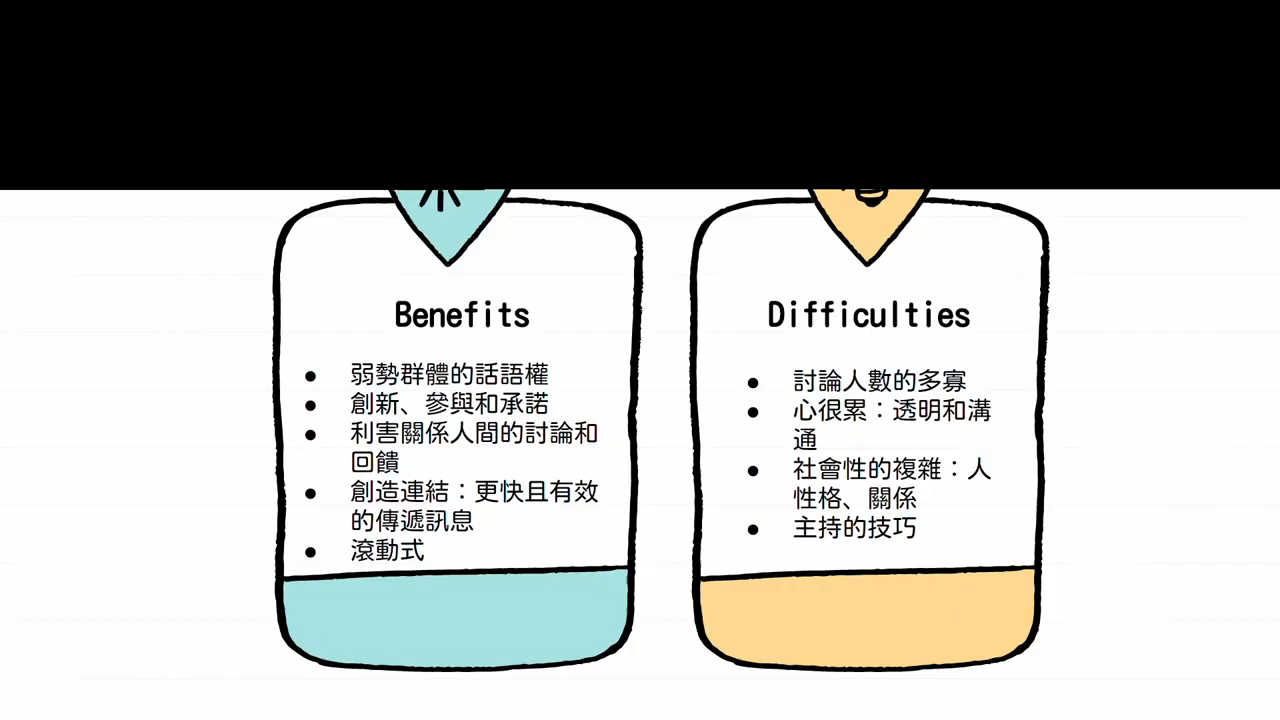 Benefits
● 弱勢群體的話語權
● 創新、參與和承諾
● 利害關係人間的討論和
回饋
● 創造連結：更快且有效
的傳遞訊息
● 滾動式
Difficulties
● 討論人數的多寡
● 心很累：透明和溝
通
● 社會性的複雜：人
性格、關係
● 主持的技巧